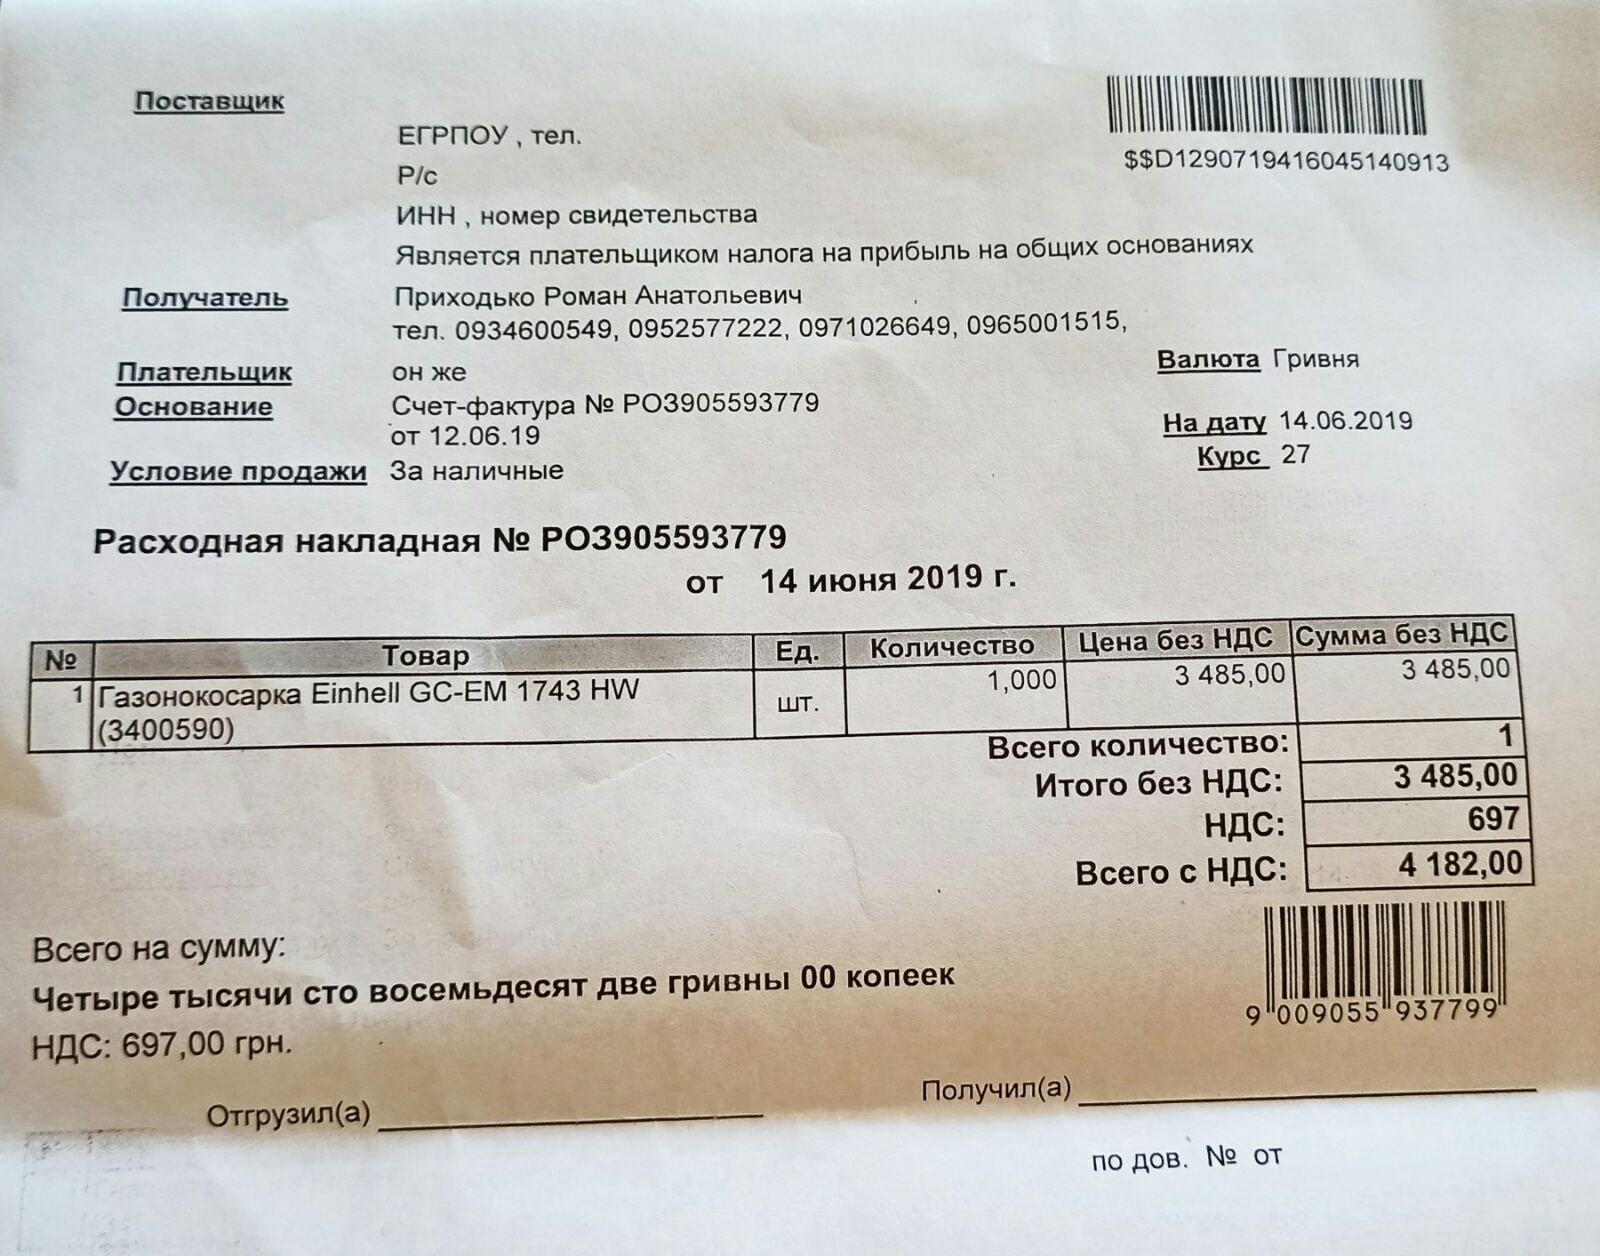 Поставщик
$$D1290719416045140913
ЕГРПОУ , тел.
Р/с
ИНН , номер свидетельства
Является плательщиком налога на прибыль на общих основаниях
Получатель Приходько Роман Анатольевич
тел. 0934600549, 0952577222, 0971026649, 0965001515,
Плательщик он же
Валюта Гривня
Основание Счет-фактура № РОЗ905593779
от 12.06.19
На дату 14.06.2019
Курс 27
Условие продажи За наличные
Расходная накладная № РОЗ905593779
от 14 июня 2019 г.
№ Товар Ед. Количество Цена без НДС Сумма без НДС
1 Газонокосарка Einhell GC-EM 1743 HW шт. 1,000 3 485,00 3 485,00
(3400590)
Всего количество: 1
Итого без НДС: 3 485,00
НДС: 697
Всего с НДС: 4 182,00
Всего на сумму:
Четыре тысячи сто восемьдесят две гривны 00 копеек
НДС: 697,00 грн.
9 009055 937799
Отгрузил(а) Получил(а)
по дов. № от